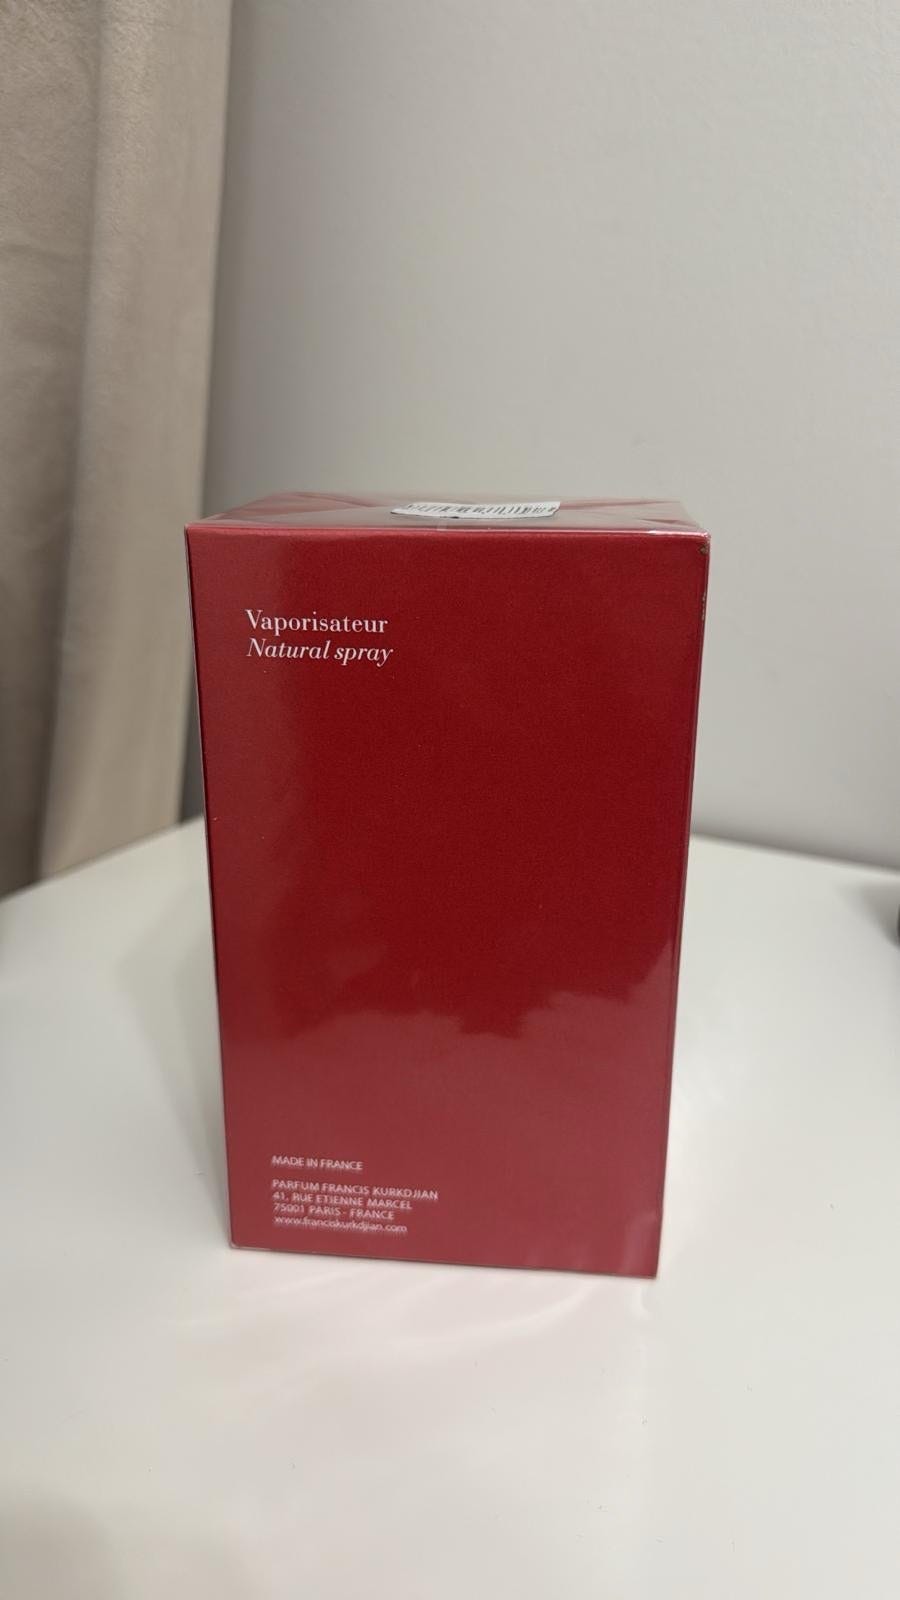 Vaporisateur
Natural spray
MADE IN FRANCE
PARFUM FRANCIS KURKDJIAN
41, RUE ETIENNE MARCEL
75001 PARIS - FRANCE
www.franciskurkdjian.com